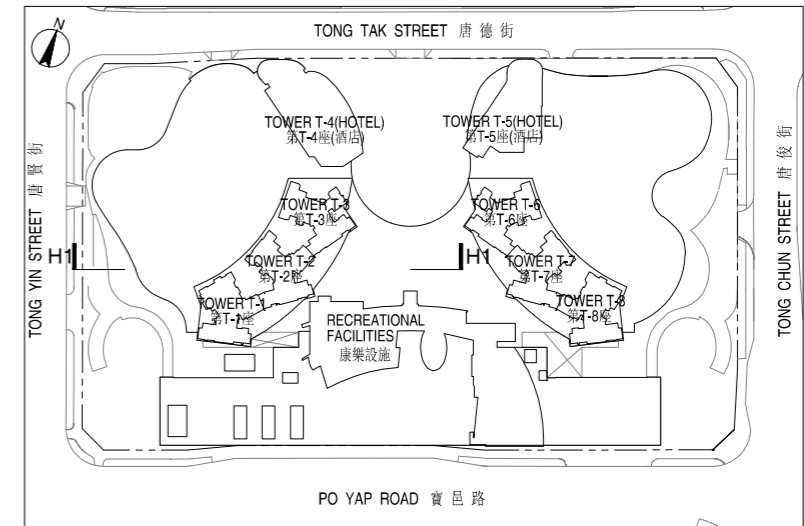 TONG TAK STREET 唐德街
N
TOWER T-4(HOTEL)
第T-4座(酒店)
TOWER T-5(HOTEL)
第T-5座(酒店)
TONG YIN STREET 唐賢街
TONG CHUN STREET 唐俊街
TOWER T-3
第T-3座
TOWER T-6
第T-6座
H1
H1
TOWER T-2
第T-2座
TOWER T-7
第T-7座
TOWER T-1
第T-1座
TOWER T-8
第T-8座
RECREATIONAL
FACILITIES
康樂設施
PO YAP ROAD 寶邑路